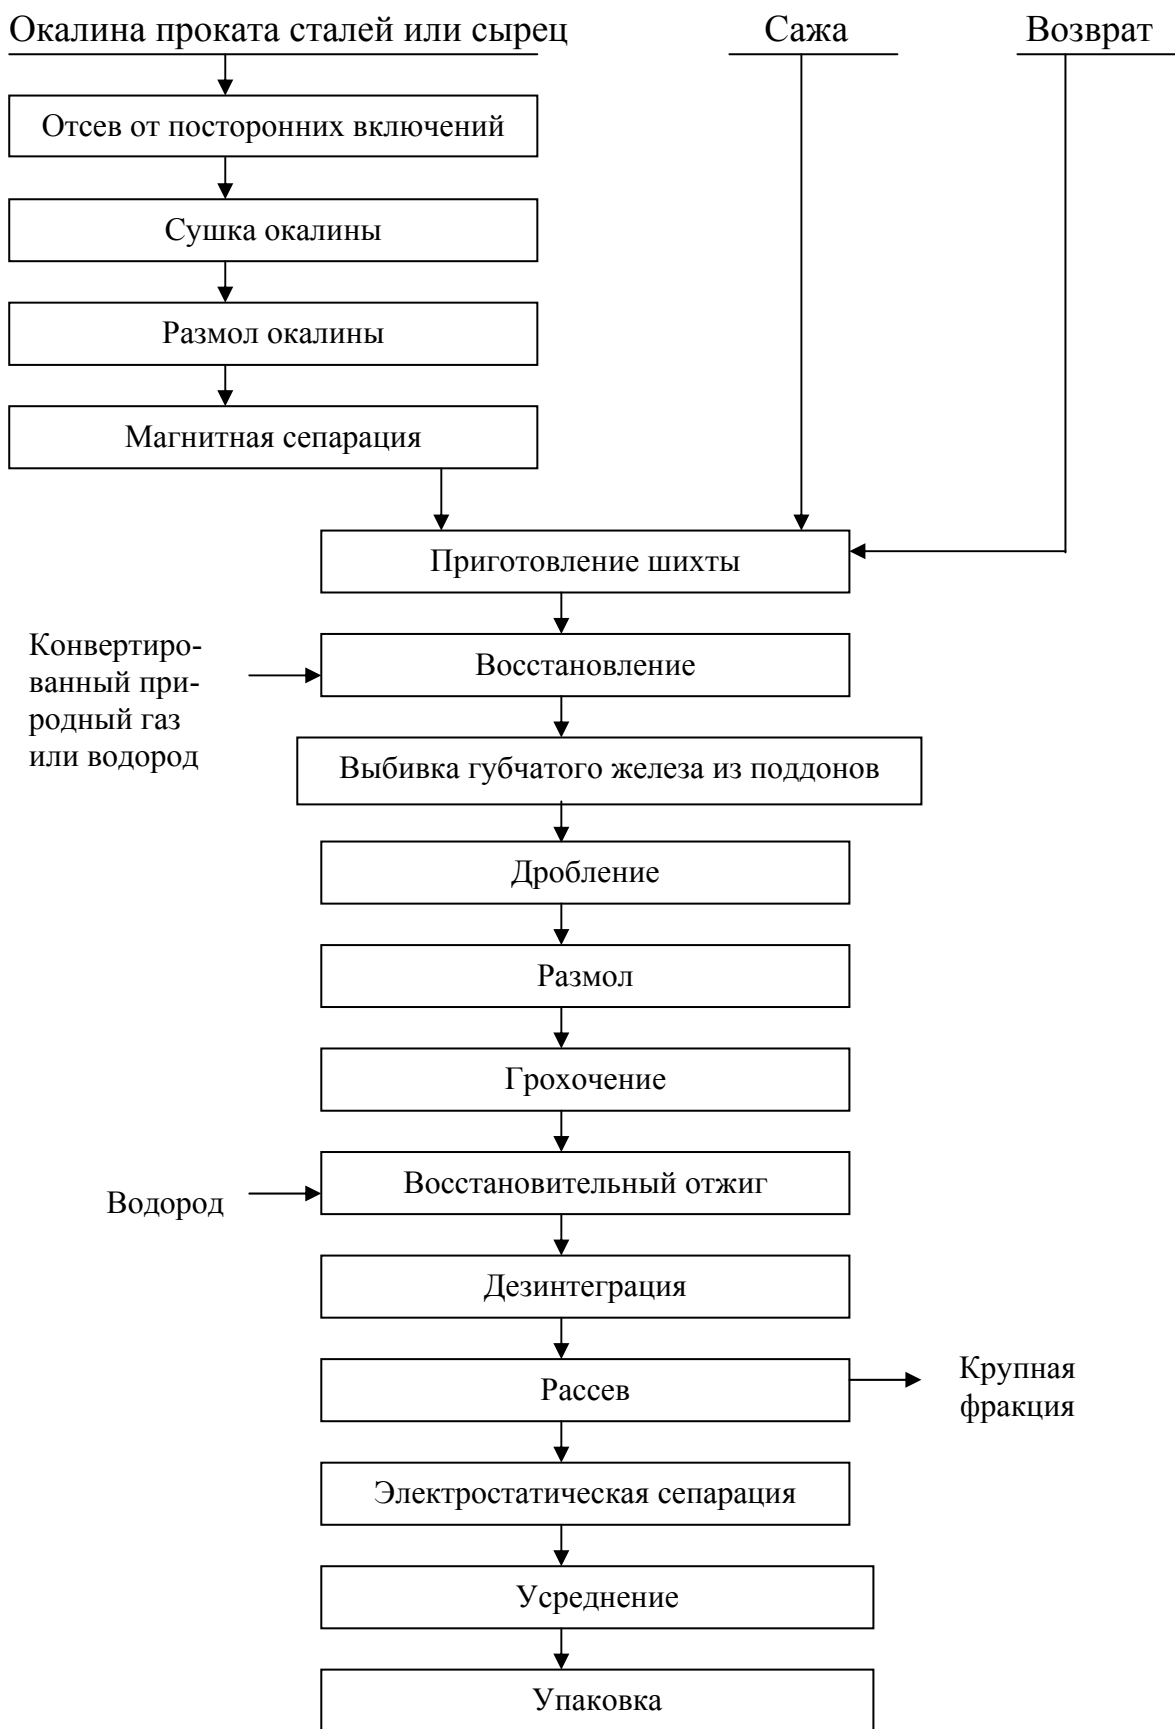 Окалина проката сталей или сырец
Сажа
Возврат
Отсев от посторонних включений
Сушка окалины
Размол окалины
Магнитная сепарация
Приготовление шихты
Конвертиро-
ванный при-
родный газ
или водород
Восстановление
Выбивка губчатого железа из поддонов
Дробление
Размол
Грохочение
Водород
Восстановительный отжиг
Дезинтеграция
Рассев
Крупная
фракция
Электростатическая сепарация
Усреднение
Упаковка